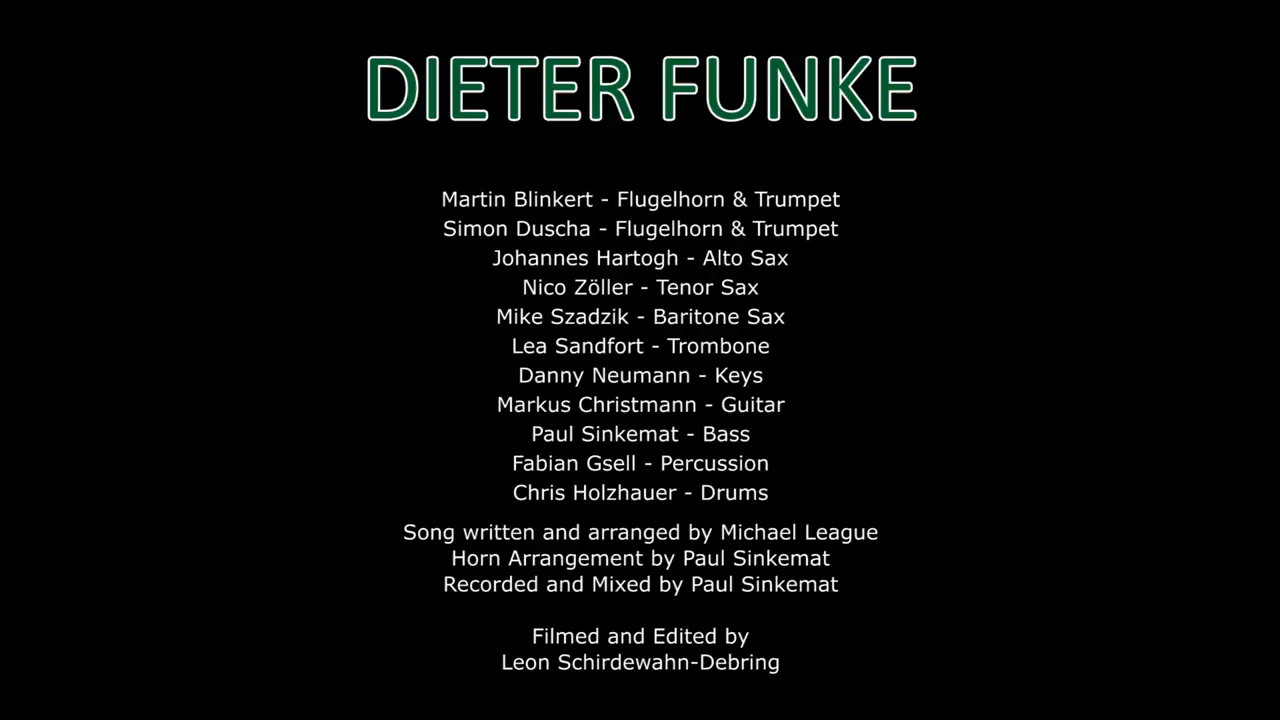 DIETER FUNKE
Martin Blinkert - Flugelhorn & Trumpet
Simon Duscha - Flugelhorn & Trumpet
Johannes Hartogh - Alto Sax
Nico Zöller - Tenor Sax
Mike Szadzik - Baritone Sax
Lea Sandfort - Trombone
Danny Neumann - Keys
Markus Christmann - Guitar
Paul Sinkemat - Bass
Fabian Gsell - Percussion
Chris Holzhauer - Drums
Song written and arranged by Michael League
Horn Arrangement by Paul Sinkemat
Recorded and Mixed by Paul Sinkemat
Filmed and Edited by
Leon Schirdewahn-Debring